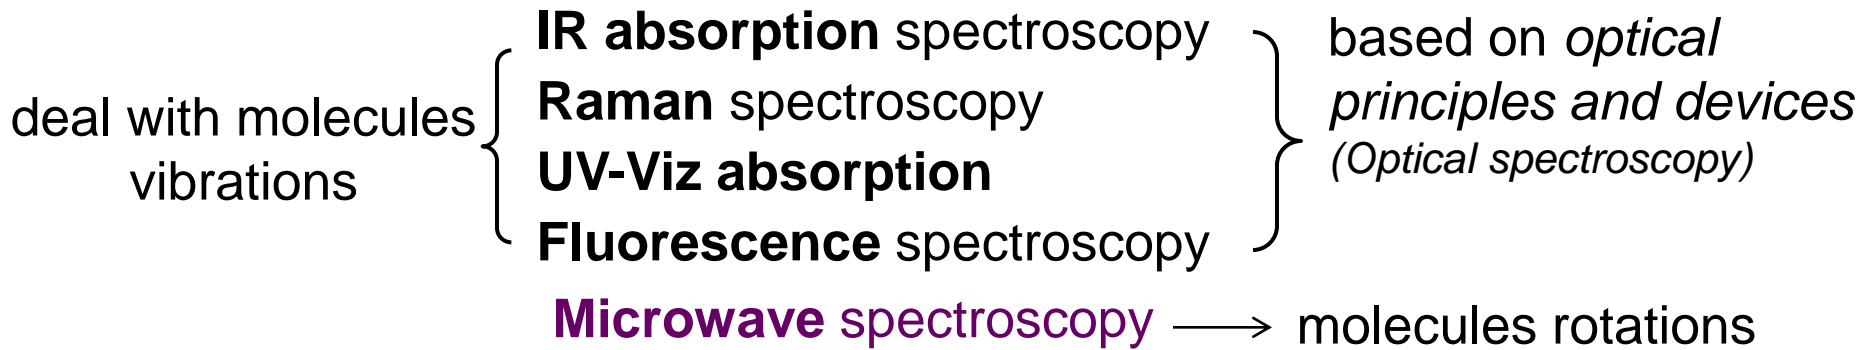 deal with molecules
vibrations
IR absorption spectroscopy
Raman spectroscopy
UV-Viz absorption
Fluorescence spectroscopy
based on optical
principles and devices
(Optical spectroscopy)
Microwave spectroscopy → molecules rotations